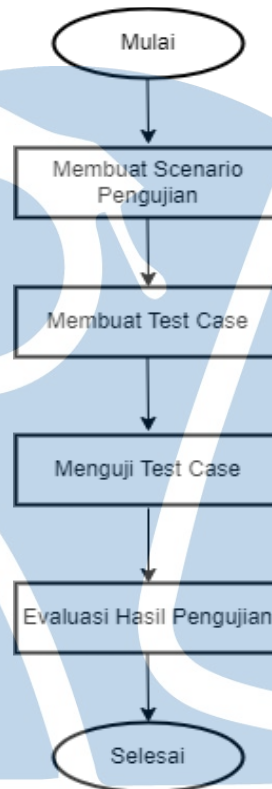 Mulai
Membuat Scenario
Pengujian
Membuat Test Case
Menguji Test Case
Evaluasi Hasil Pengujian
Selesai